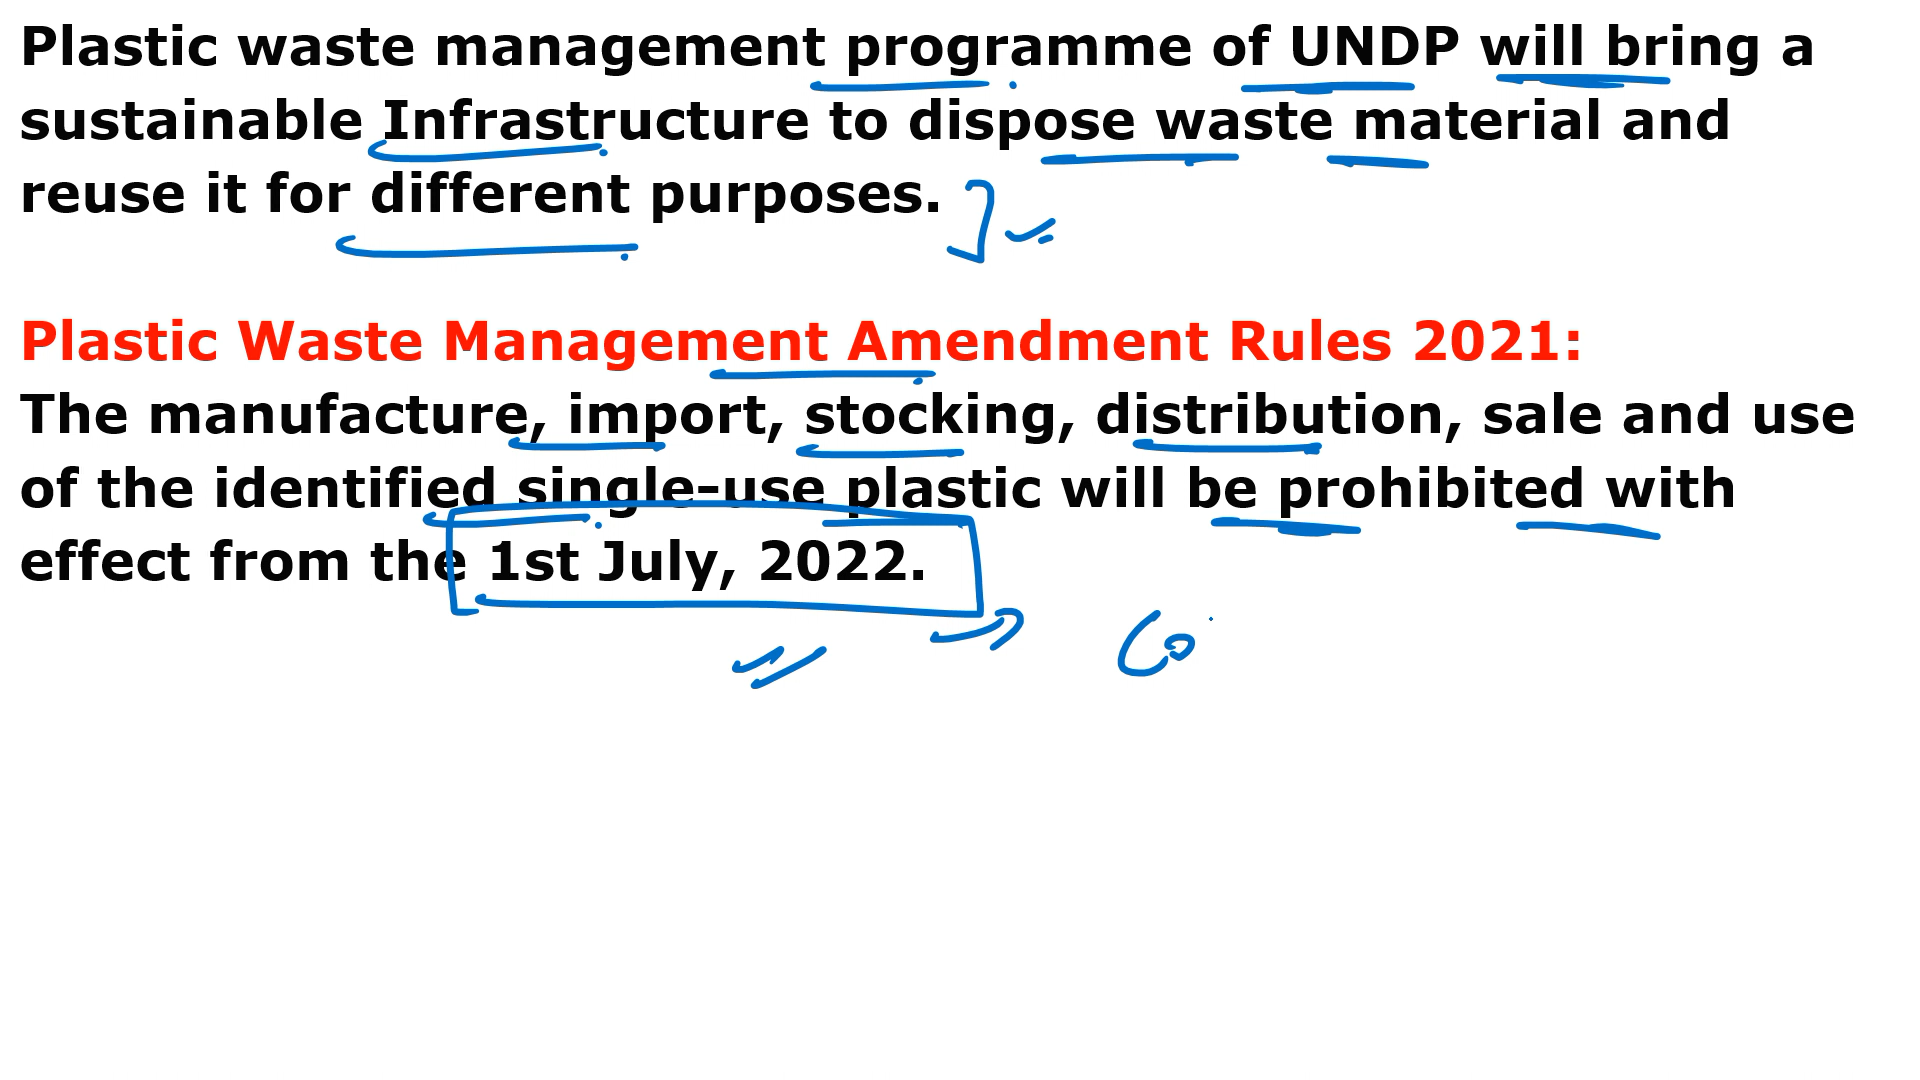 Plastic waste management programme of UNDP will bring a
sustainable Infrastructure to dispose waste material and
reuse it for different purposes.
Plastic Waste Management Amendment Rules 2021:
The manufacture, import, stocking, distribution, sale and use
of the identified single-use plastic will be prohibited with
effect from the 1st July, 2022.